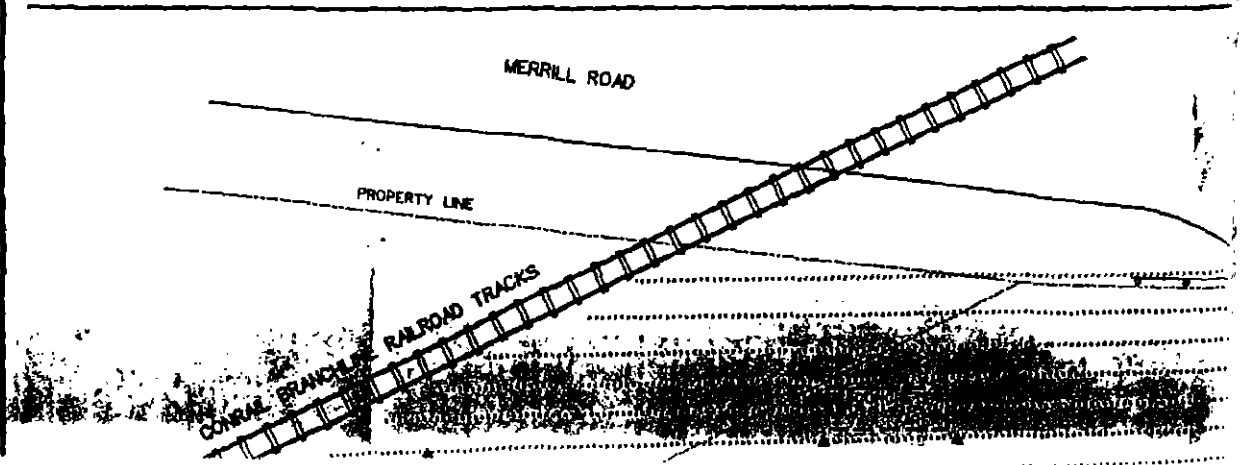 MERRILL ROAD
PROPERTY LINE
CONRAIL BRANCHLINE RAILROAD TRACKS